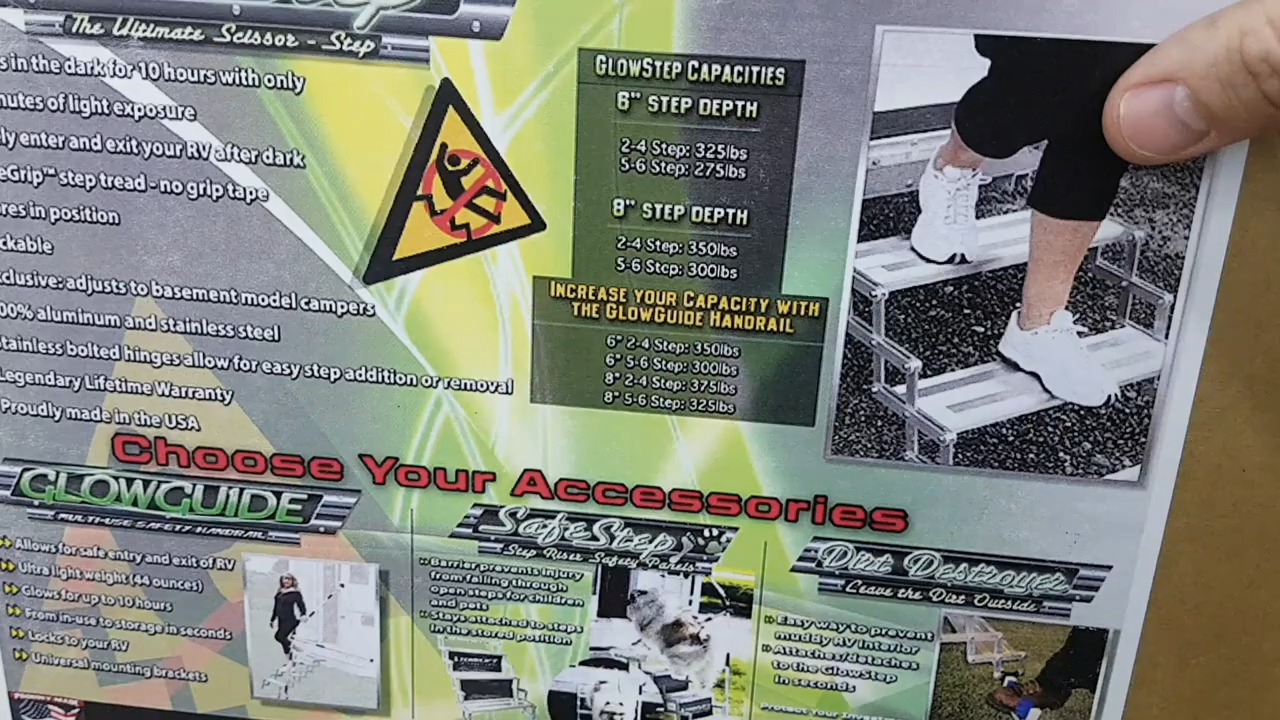 The Ultimate Scissor-Step
s in the dark for 10 hours with only
nutes of light exposure
ly enter and exit your RV after dark
eGrip™ step tread - no grip tape
res in position
ckable
xclusive: adjusts to basement model campers
00% aluminum and stainless steel
tainless bolted hinges allow for easy step addition or removal
Legendary Lifetime Warranty
Proudly made in the USA
GlowStep Capacities
6" Step Depth
2-4 Step: 325lbs
5-6 Step: 275lbs
8" Step Depth
2-4 Step: 350lbs
5-6 Step: 300lbs
Increase your Capacity with
the GlowGuide Handrail
6" 2-4 Step: 350lbs
6" 5-6 Step: 300lbs
8" 2-4 Step: 375lbs
8" 5-6 Step: 325lbs
Choose Your Accessories
GlowGuide
Multi-Use Safety Handrail
Allows for safe entry and exit of RV
Ultra light weight (44 ounces)
Glows for up to 10 hours
From in-use to storage in seconds
Locks to your RV
Universal mounting brackets
SafeStep
Step Riser Safety Panels
Barrier prevents injury
from falling through
open steps for children
and pets
Stays attached to steps
in the stored position
Dirt Destroyer
Leave the Dirt Outside
Easy way to prevent
muddy RV interior
Attaches/detaches
to the GlowStep
in seconds
Protect Your